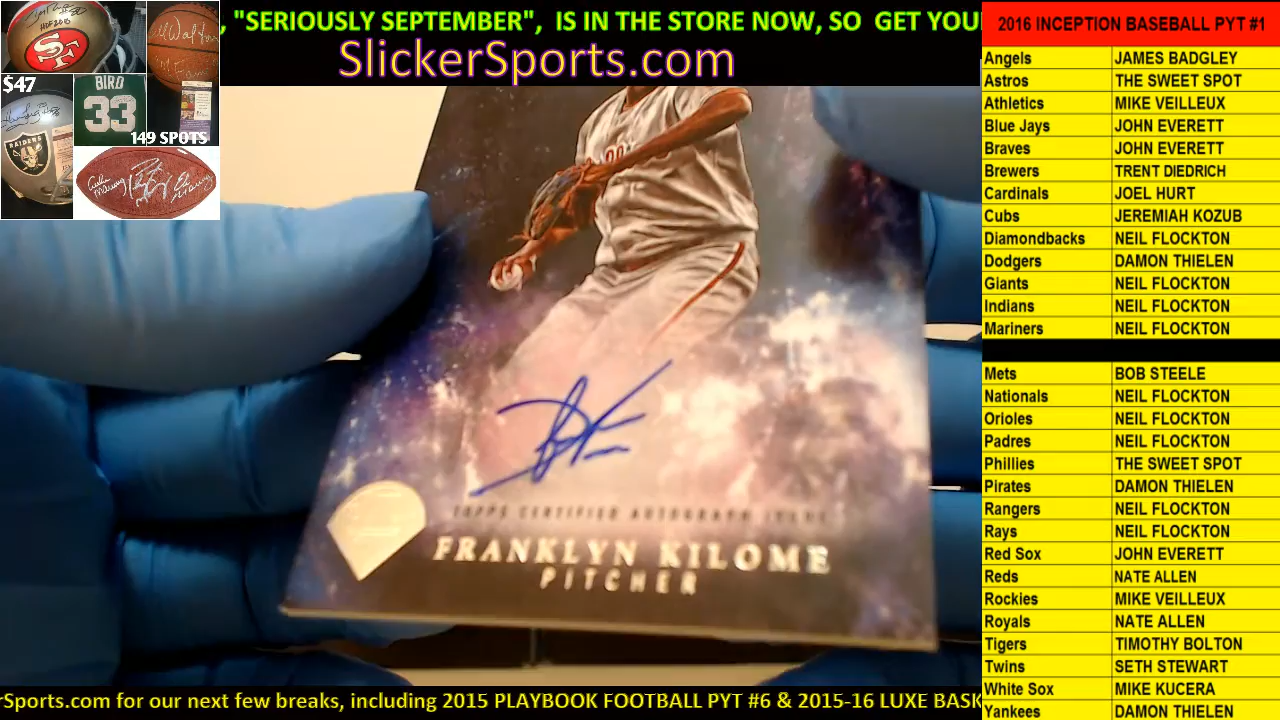 , "SERIOUSLY SEPTEMBER", IS IN THE STORE NOW, SO GET YOU
SlickerSports.com
$47
BIRD
33
149 SPOTS
RAIDERS
SF
TOPPS CERTIFIED AUTOGRAPH ISSUE
FRANKLYN KILOME
PITCHER
rSports.com for our next few breaks, including 2015 PLAYBOOK FOOTBALL PYT #6 & 2015-16 LUXE BASK
2016 INCEPTION BASEBALL PYT #1
Angels JAMES BADGLEY
Astros THE SWEET SPOT
Athletics MIKE VEILLEUX
Blue Jays JOHN EVERETT
Braves JOHN EVERETT
Brewers TRENT DIEDRICH
Cardinals JOEL HURT
Cubs JEREMIAH KOZUB
Diamondbacks NEIL FLOCKTON
Dodgers DAMON THIELEN
Giants NEIL FLOCKTON
Indians NEIL FLOCKTON
Mariners NEIL FLOCKTON
Mets BOB STEELE
Nationals NEIL FLOCKTON
Orioles NEIL FLOCKTON
Padres NEIL FLOCKTON
Phillies THE SWEET SPOT
Pirates DAMON THIELEN
Rangers NEIL FLOCKTON
Rays NEIL FLOCKTON
Red Sox JOHN EVERETT
Reds NATE ALLEN
Rockies MIKE VEILLEUX
Royals NATE ALLEN
Tigers TIMOTHY BOLTON
Twins SETH STEWART
White Sox MIKE KUCERA
Yankees DAMON THIELEN